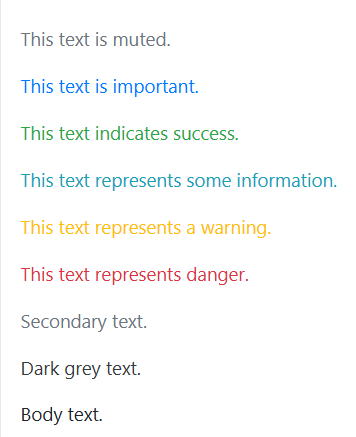 This text is muted.
This text is important.
This text indicates success.
This text represents some information.
This text represents a warning.
This text represents danger.
Secondary text.
Dark grey text.
Body text.